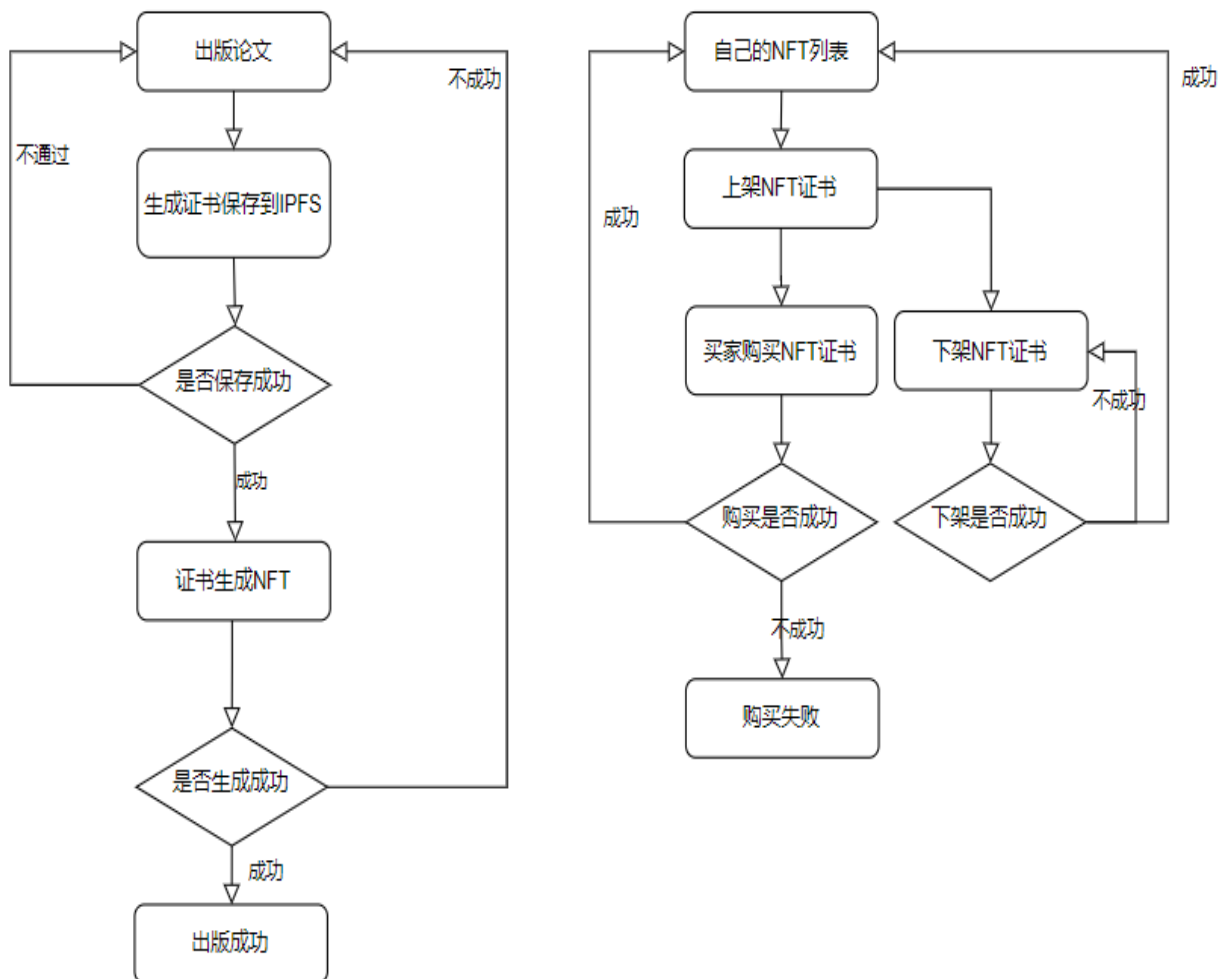 出版论文
不成功
不通过
生成证书保存到IPFS
是否保存成功
成功
证书生成NFT
是否生成成功
成功
出版成功
自己的NFT列表
成功
上架NFT证书
成功
买家购买NFT证书
下架NFT证书
不成功
购买是否成功
下架是否成功
不成功
购买失败